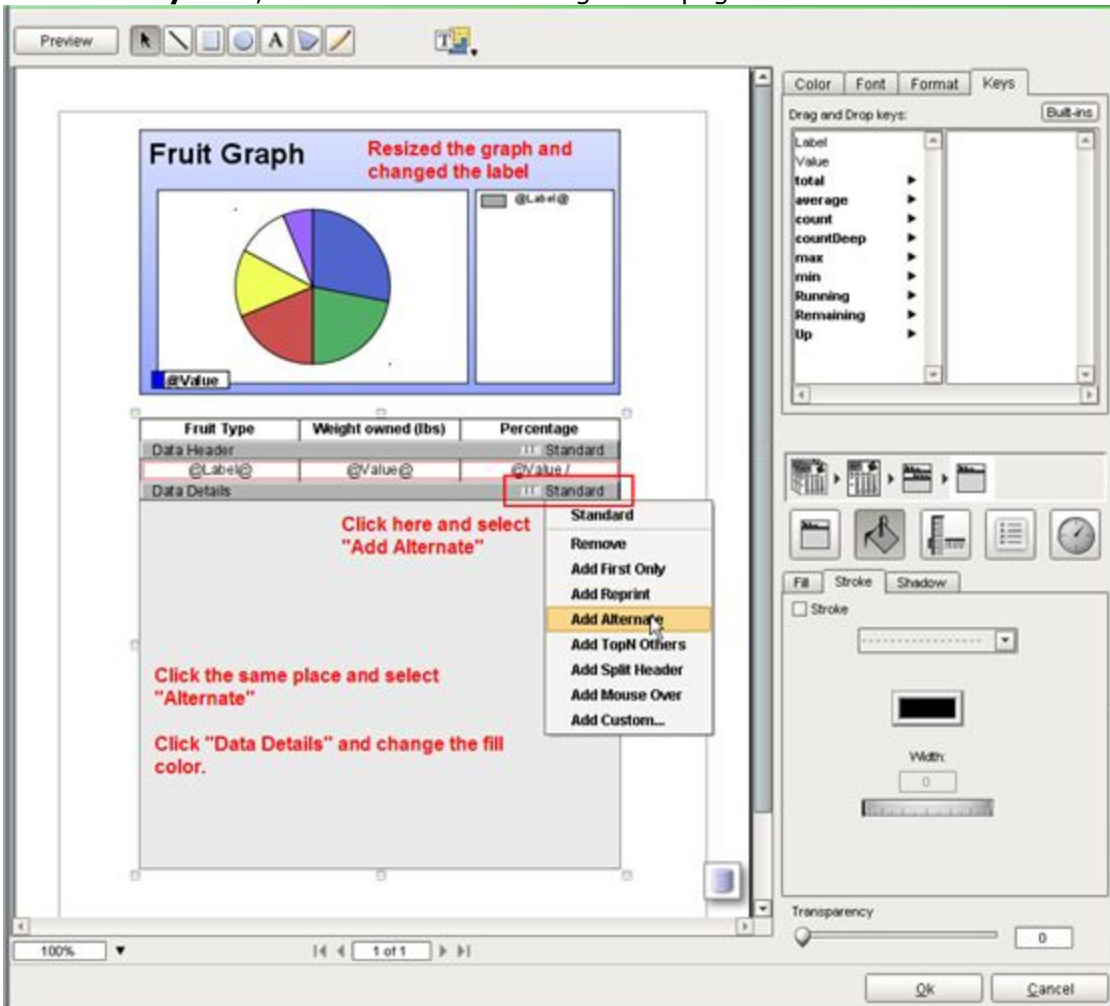 Preview
A
T
Color Font Format Keys
Drag and Drop keys:
Built-ins
Label
Value
total
average
count
countDeep
max
min
Running
Remaining
Up
Fruit Graph
Resized the graph and
changed the label
@Label@
@Value
Fruit Type Weight owned (lbs) Percentage
Data Header Standard
@Label@ @Value@ @Value /
Data Details Standard
Click here and select
"Add Alternate"
Standard
Remove
Add First Only
Add Reprint
Add Alternate
Add TopN Others
Add Split Header
Add Mouse Over
Add Custom...
Click the same place and select
"Alternate"
Click "Data Details" and change the fill
color.
Fill Stroke Shadow
Stroke
Width:
0
Transparency
0
100%
1 of 1
Ok Cancel